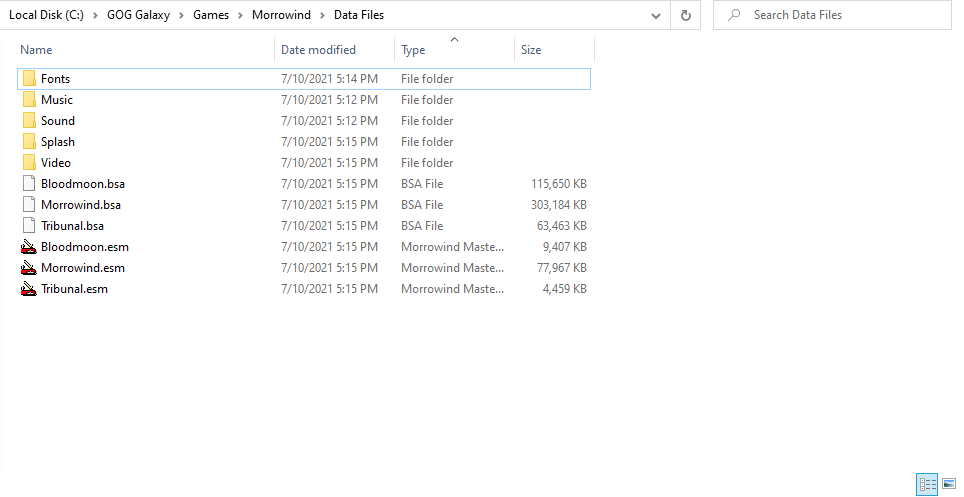 Local Disk (C:) > GOG Galaxy > Games > Morrowind > Data Files
Search Data Files
Name Date modified Type Size
Fonts 7/10/2021 5:14 PM File folder
Music 7/10/2021 5:12 PM File folder
Sound 7/10/2021 5:12 PM File folder
Splash 7/10/2021 5:15 PM File folder
Video 7/10/2021 5:15 PM File folder
Bloodmoon.bsa 7/10/2021 5:15 PM BSA File 115,650 KB
Morrowind.bsa 7/10/2021 5:15 PM BSA File 303,184 KB
Tribunal.bsa 7/10/2021 5:15 PM BSA File 63,463 KB
Bloodmoon.esm 7/10/2021 5:15 PM Morrowind Maste... 9,407 KB
Morrowind.esm 7/10/2021 5:15 PM Morrowind Maste... 77,967 KB
Tribunal.esm 7/10/2021 5:15 PM Morrowind Maste... 4,459 KB